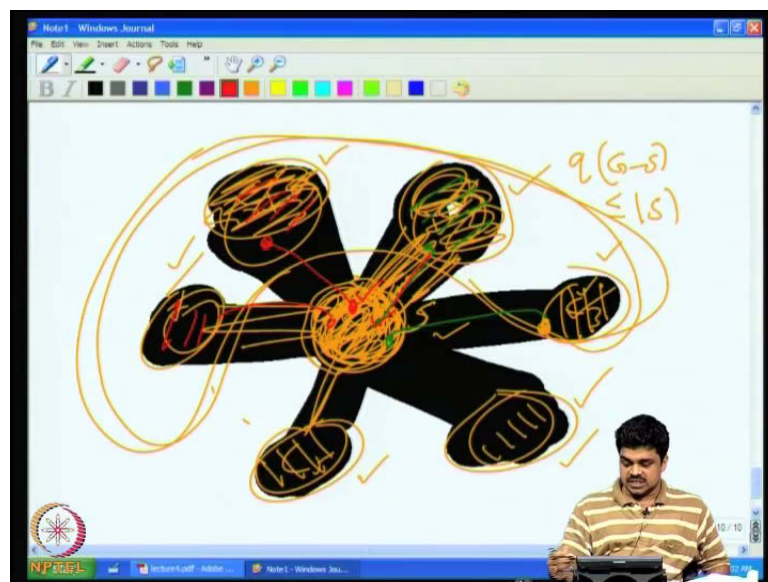 Note1 - Windows Journal
File Edit View Insert Actions Tools Help
B I
q(G-S)
≤ |S|
S
10 / 10
NPTEL
lecture4.pdf - Adobe ...
Note1 - Windows Jou...